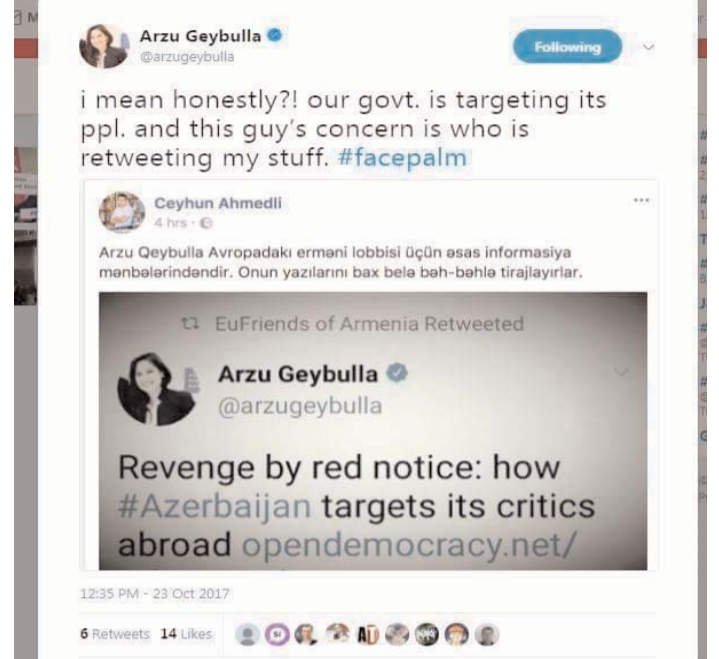 Arzu Geybulla
@arzugeybulla
Following
i mean honestly?! our govt. is targeting its
ppl. and this guy's concern is who is
retweeting my stuff. #facepalm
Ceyhun Ahmedli
4 hrs
Arzu Qeybulla Avropadakı erməni lobbisi üçün əsas informasiya
mənbələrindəndir. Onun yazılarını bax belə bəh-bəhlə tirajlayırlar.
EuFriends of Armenia Retweeted
Arzu Geybulla
@arzugeybulla
Revenge by red notice: how
#Azerbaijan targets its critics
abroad opendemocracy.net/
12:35 PM - 23 Oct 2017
6 Retweets 14 Likes